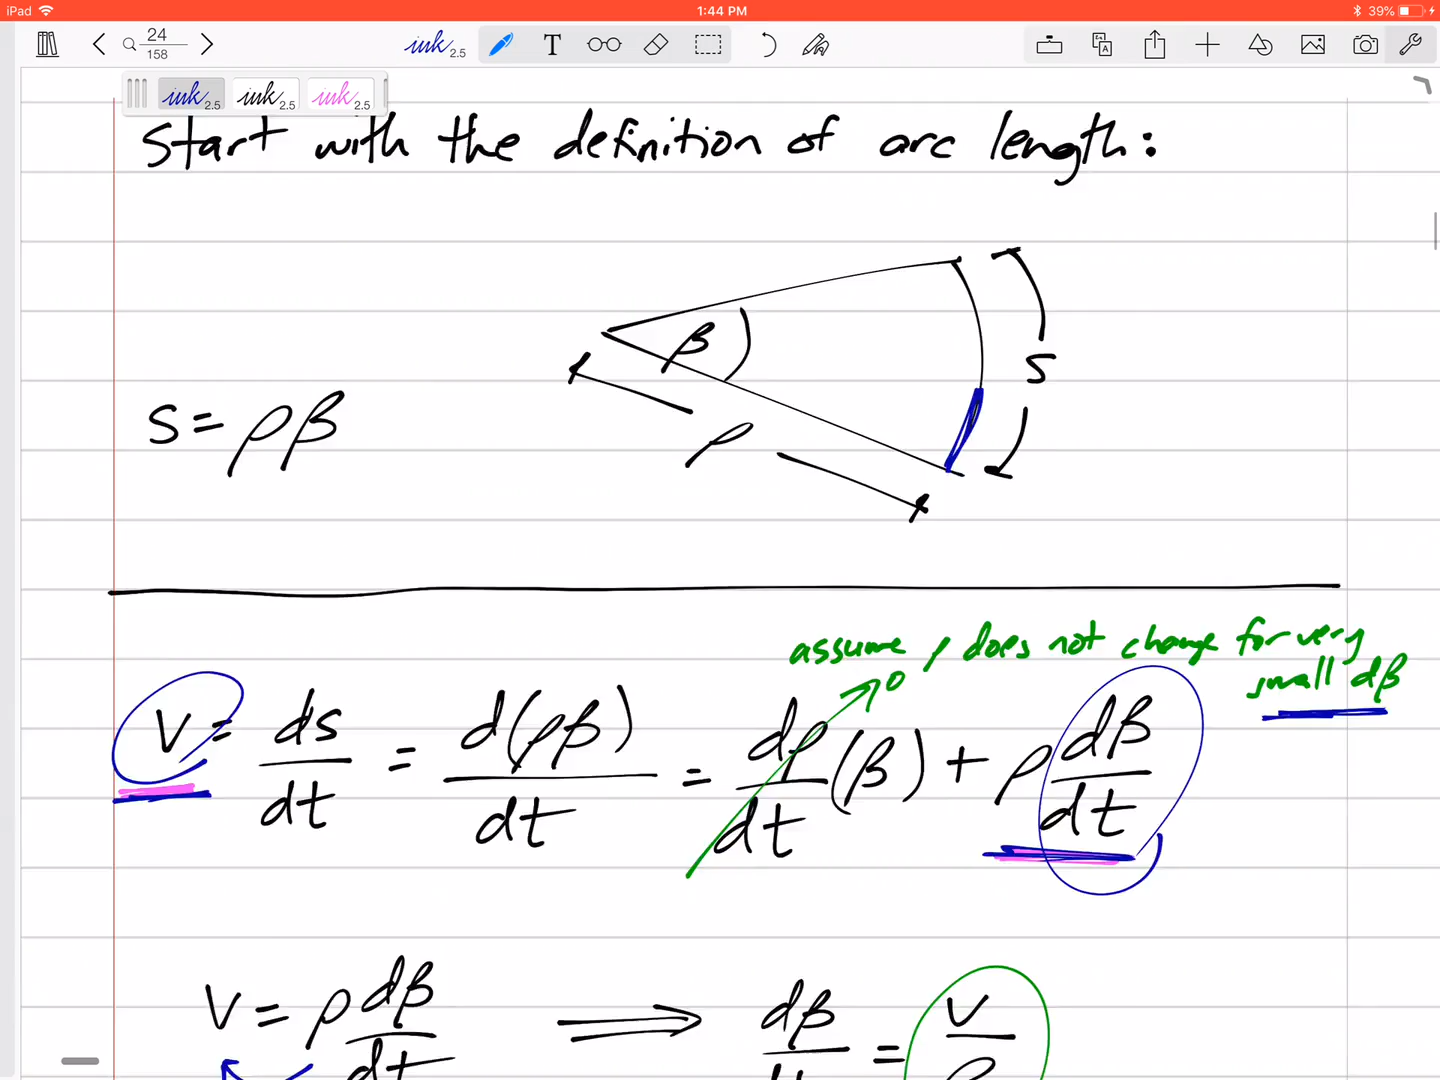 iPad 1:44 PM 39%
24
158
ink 2.5 T
ink 2.5 ink 2.5 ink 2.5
Start with the definition of arc length:
β
s
s = ρβ
ρ
assume ρ does not change for very
small dβ
0
v = ds/dt = d(ρβ)/dt = dρ/dt (β) + ρ dβ/dt
v = ρ dβ/dt ⟹ dβ/dt = v/ρ